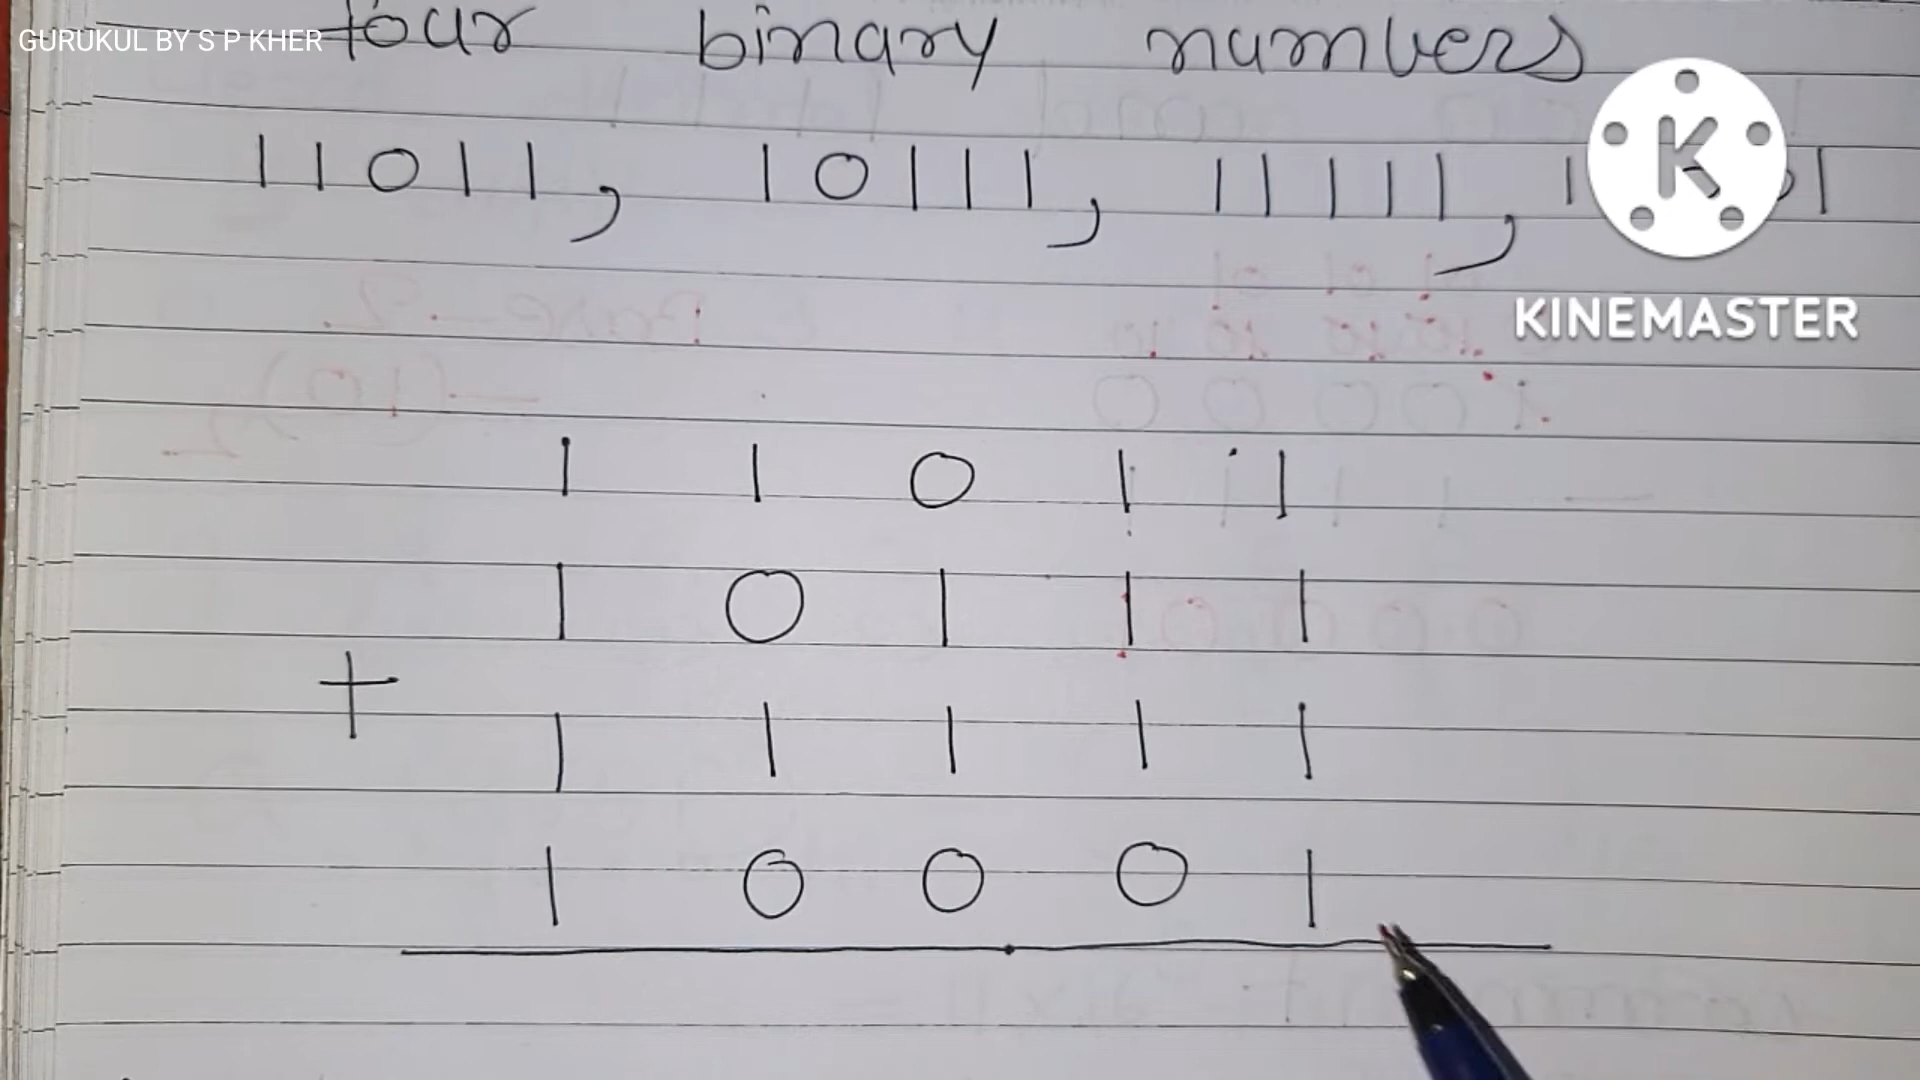 GURUKUL BY S P KHER
four binary numbers
11011, 10111, 11111, 1
KINEMASTER
1 1 0 1 1
1 0 1 1 1
+
1 1 1 1 1
1 0 0 0 1